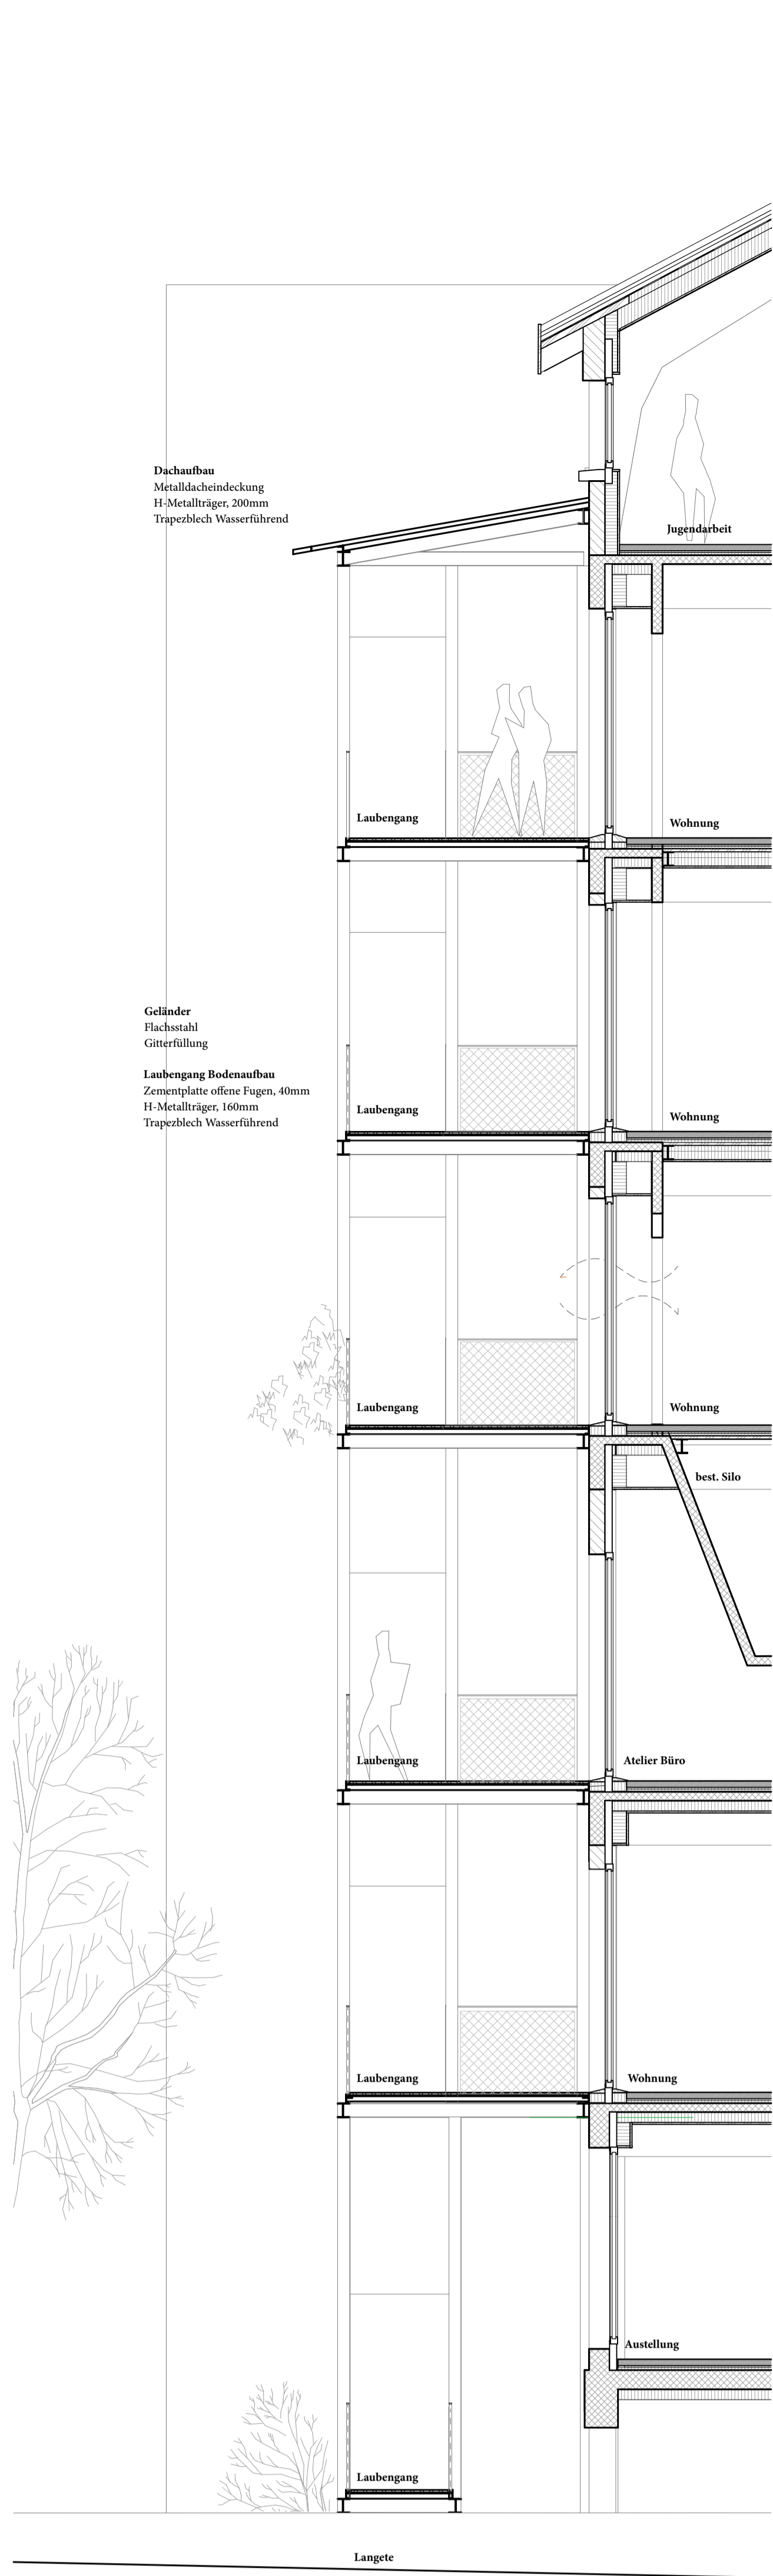 Dachaufbau
Metalldacheindeckung
H-Metallträger, 200mm
Trapezblech Wasserführend
Jugendarbeit
Laubengang
Wohnung
Geländer
Flachsstahl
Gitterfüllung
Laubengang Bodenaufbau
Zementplatte offene Fugen, 40mm
H-Metallträger, 160mm
Trapezblech Wasserführend
Laubengang
Wohnung
Laubengang
Wohnung
best. Silo
Laubengang
Atelier Büro
Laubengang
Wohnung
Austellung
Laubengang
Langete